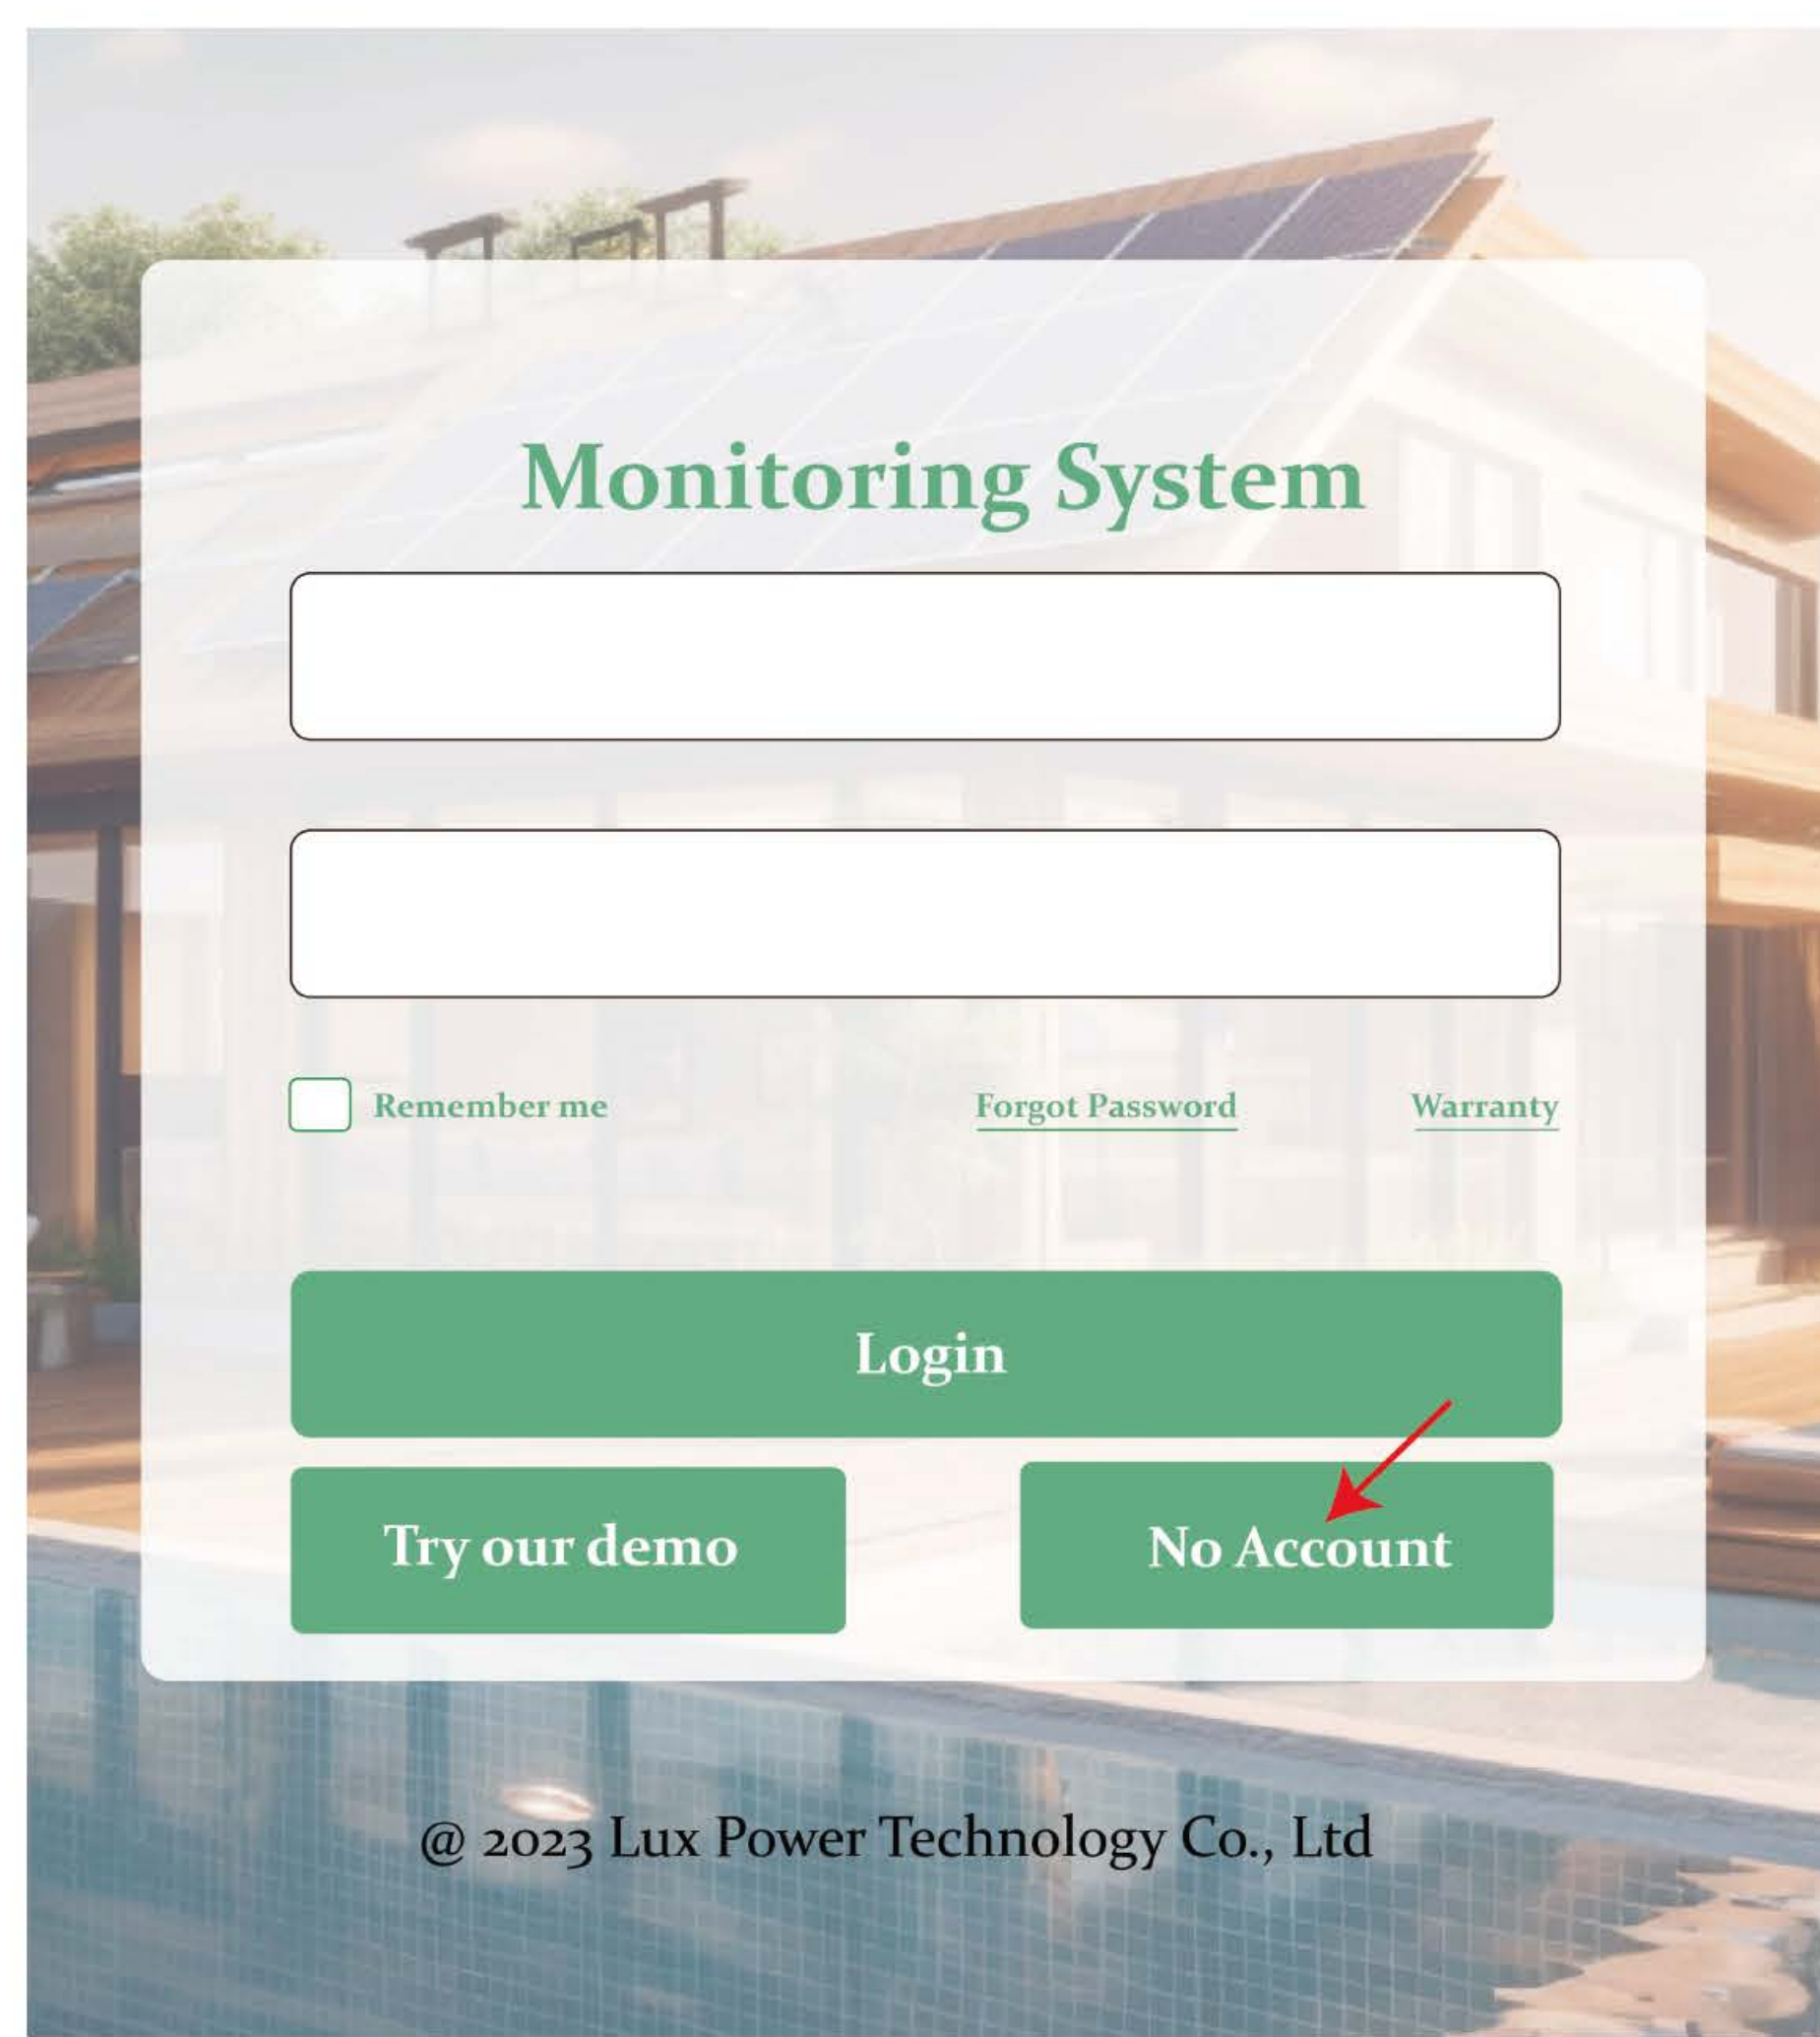 Monitoring System
Remember me Forgot Password Warranty
Login
Try our demo No Account
@ 2023 Lux Power Technology Co., Ltd